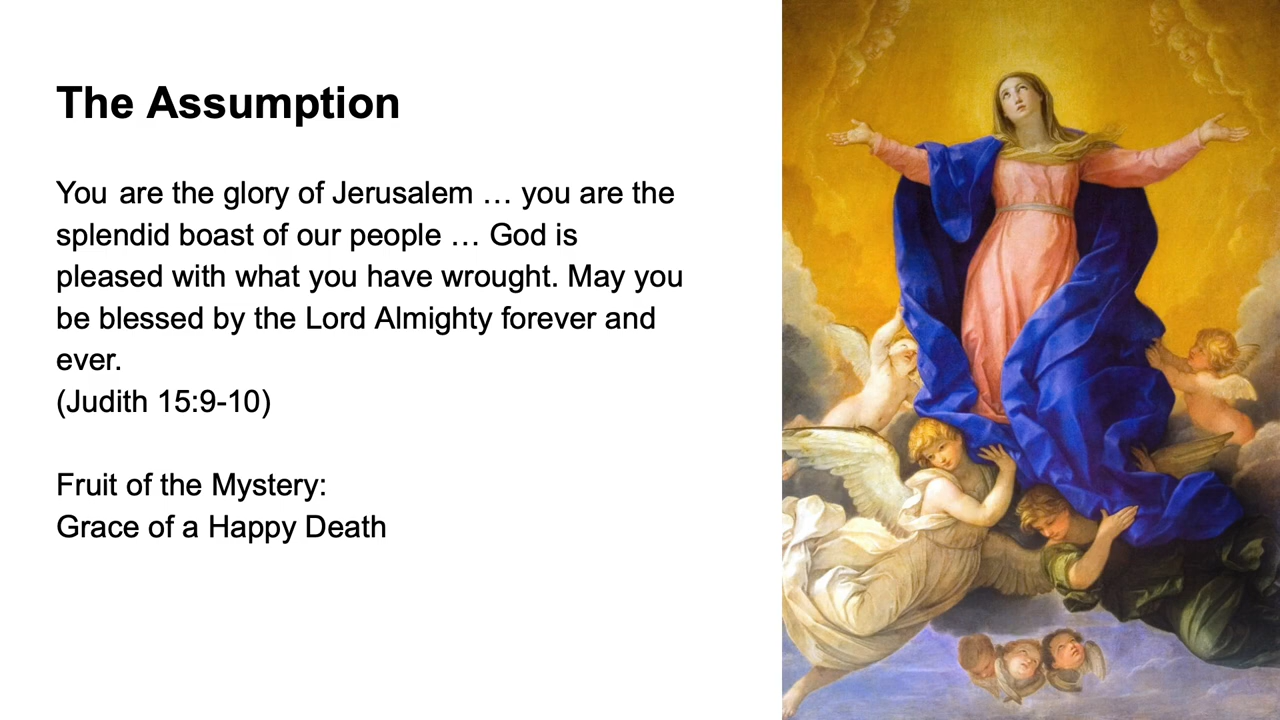 The Assumption
You are the glory of Jerusalem … you are the
splendid boast of our people … God is
pleased with what you have wrought. May you
be blessed by the Lord Almighty forever and
ever.
(Judith 15:9-10)
Fruit of the Mystery:
Grace of a Happy Death